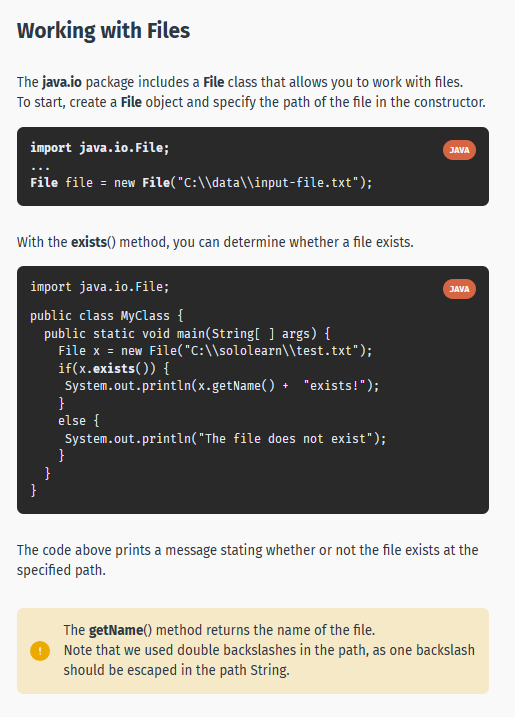 Working with Files
The java.io package includes a File class that allows you to work with files.
To start, create a File object and specify the path of the file in the constructor.
import java.io.File;
JAVA
...
File file = new File("C:\\data\\input-file.txt");
With the exists() method, you can determine whether a file exists.
import java.io.File;
JAVA
public class MyClass {
  public static void main(String[ ] args) {
    File x = new File("C:\\sololearn\\test.txt");
    if(x.exists()) {
     System.out.println(x.getName() +  "exists!");
    }
    else {
     System.out.println("The file does not exist");
    }
  }
}
The code above prints a message stating whether or not the file exists at the
specified path.
!
The getName() method returns the name of the file.
Note that we used double backslashes in the path, as one backslash
should be escaped in the path String.